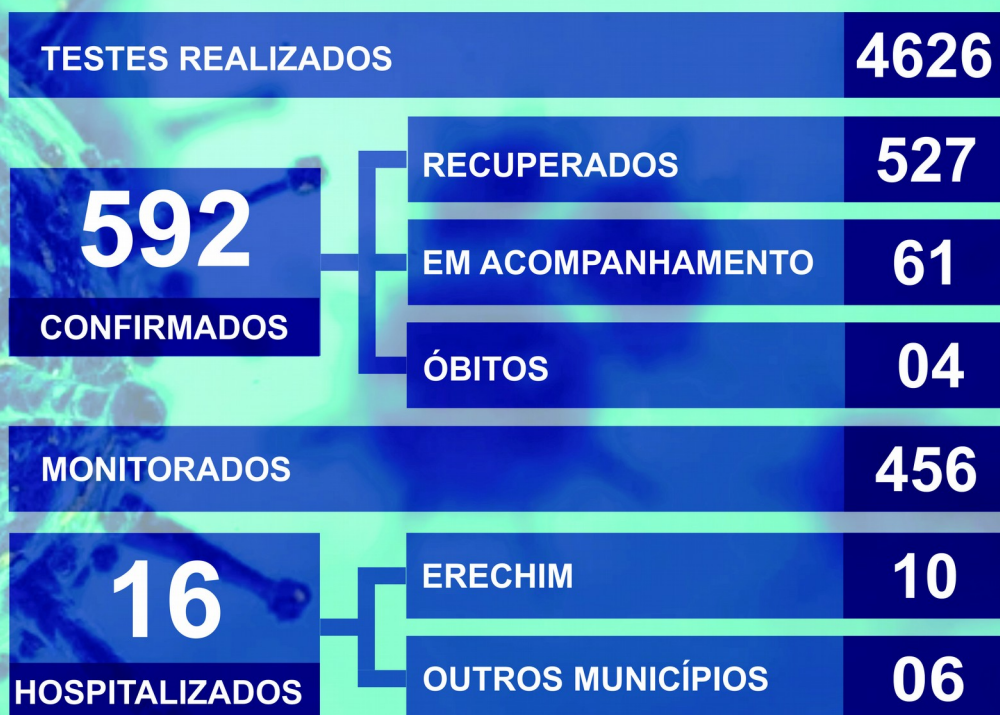 TESTES REALIZADOS 4626
592
CONFIRMADOS
RECUPERADOS 527
EM ACOMPANHAMENTO 61
ÓBITOS 04
MONITORADOS 456
16
HOSPITALIZADOS
ERECHIM 10
OUTROS MUNICÍPIOS 06